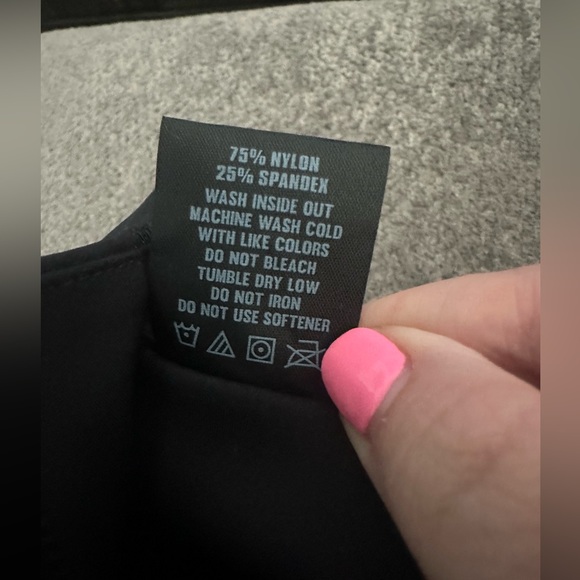 75% NYLON
25% SPANDEX
WASH INSIDE OUT
MACHINE WASH COLD
WITH LIKE COLORS
DO NOT BLEACH
TUMBLE DRY LOW
DO NOT IRON
DO NOT USE SOFTENER